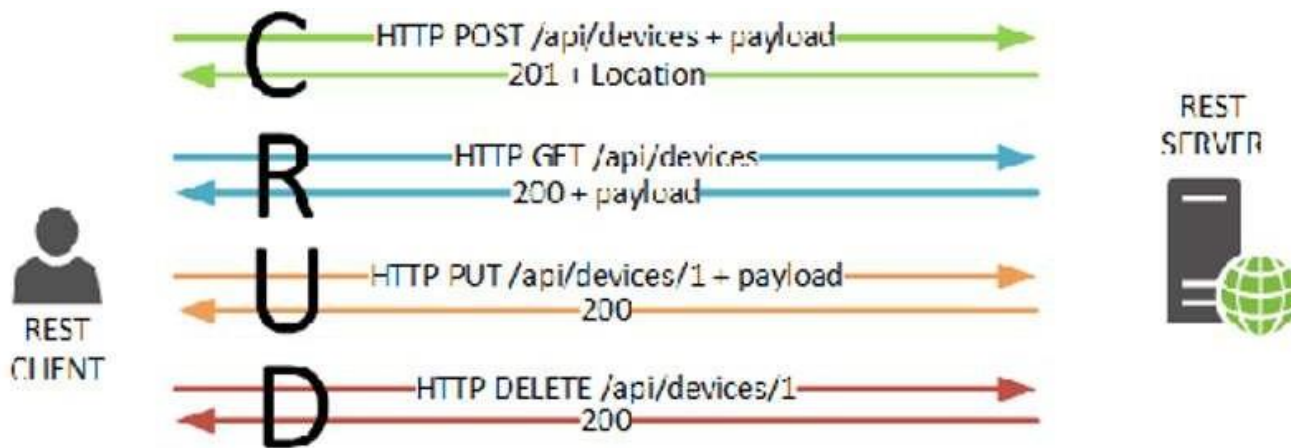 C
HTTP POST /api/devices + payload
201 + Location
R
HTTP GET /api/devices
200 + payload
U
HTTP PUT /api/devices/1 + payload
200
D
HTTP DELETE /api/devices/1
200
REST
CLIENT
REST
SERVER